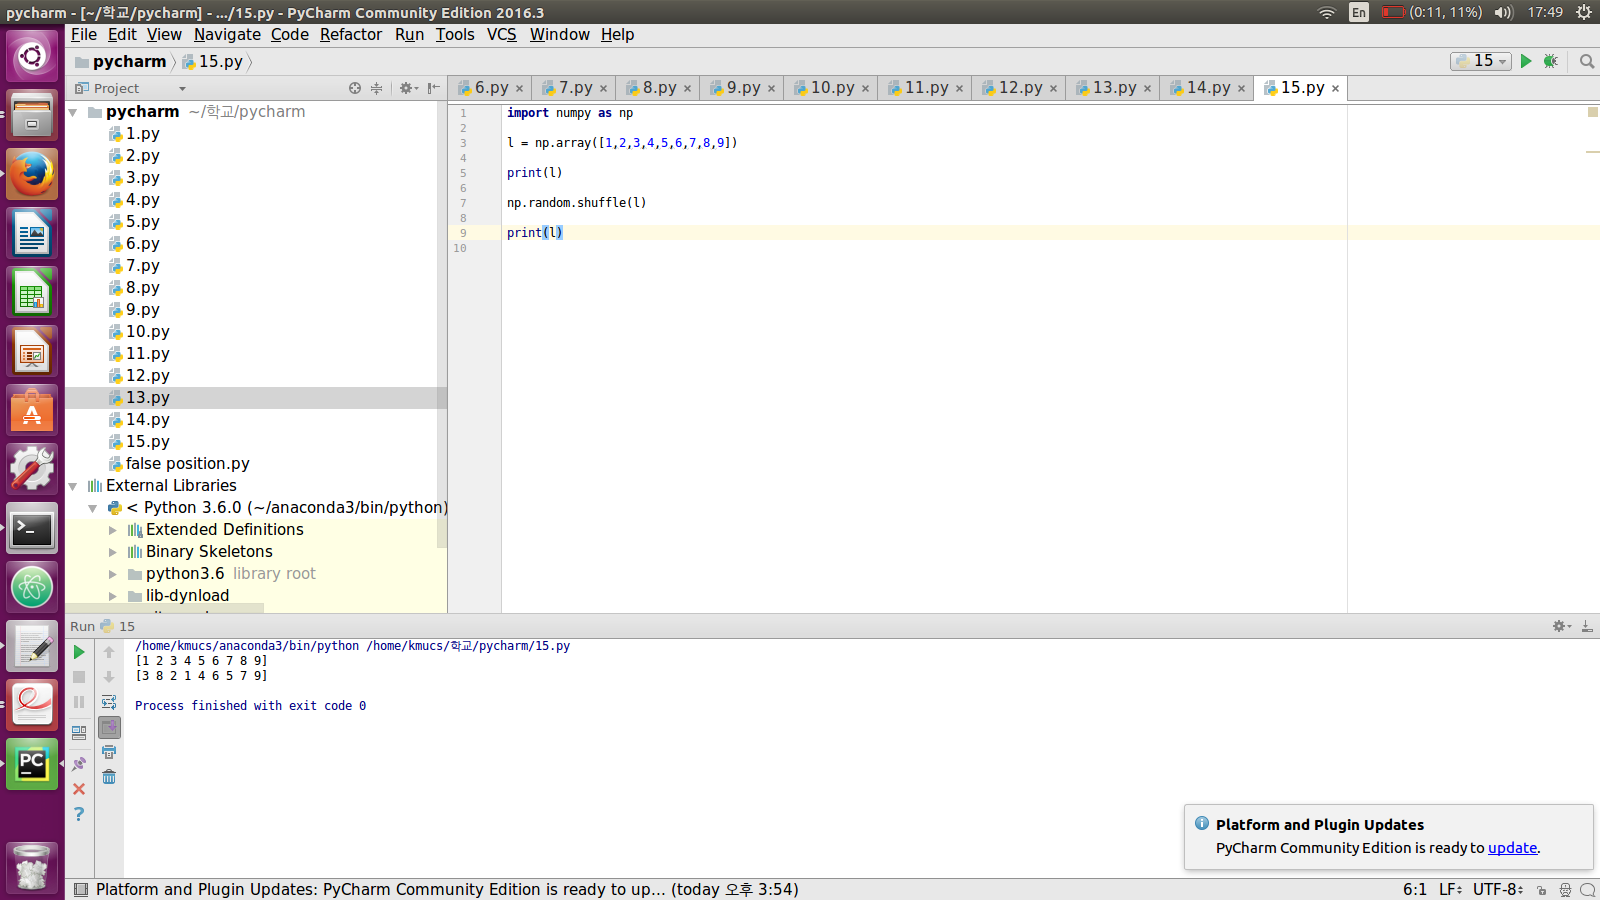 pycharm - [~/학교/pycharm] - .../15.py - PyCharm Community Edition 2016.3
En (0:11, 11%) 17:49
File Edit View Navigate Code Refactor Run Tools VCS Window Help
pycharm 15.py
15
Project
6.py 7.py 8.py 9.py 10.py 11.py 12.py 13.py 14.py 15.py
pycharm ~/학교/pycharm
1.py
2.py
3.py
4.py
5.py
6.py
7.py
8.py
9.py
10.py
11.py
12.py
13.py
14.py
15.py
false position.py
External Libraries
< Python 3.6.0 (~/anaconda3/bin/python)
Extended Definitions
Binary Skeletons
python3.6 library root
lib-dynload
1 import numpy as np
2
3 l = np.array([1,2,3,4,5,6,7,8,9])
4
5 print(l)
6
7 np.random.shuffle(l)
8
9 print(l)
10
Run 15
/home/kmucs/anaconda3/bin/python /home/kmucs/학교/pycharm/15.py
[1 2 3 4 5 6 7 8 9]
[3 8 2 1 4 6 5 7 9]
Process finished with exit code 0
PC
Platform and Plugin Updates
PyCharm Community Edition is ready to update.
Platform and Plugin Updates: PyCharm Community Edition is ready to up... (today 오후 3:54)
6:1 LF UTF-8